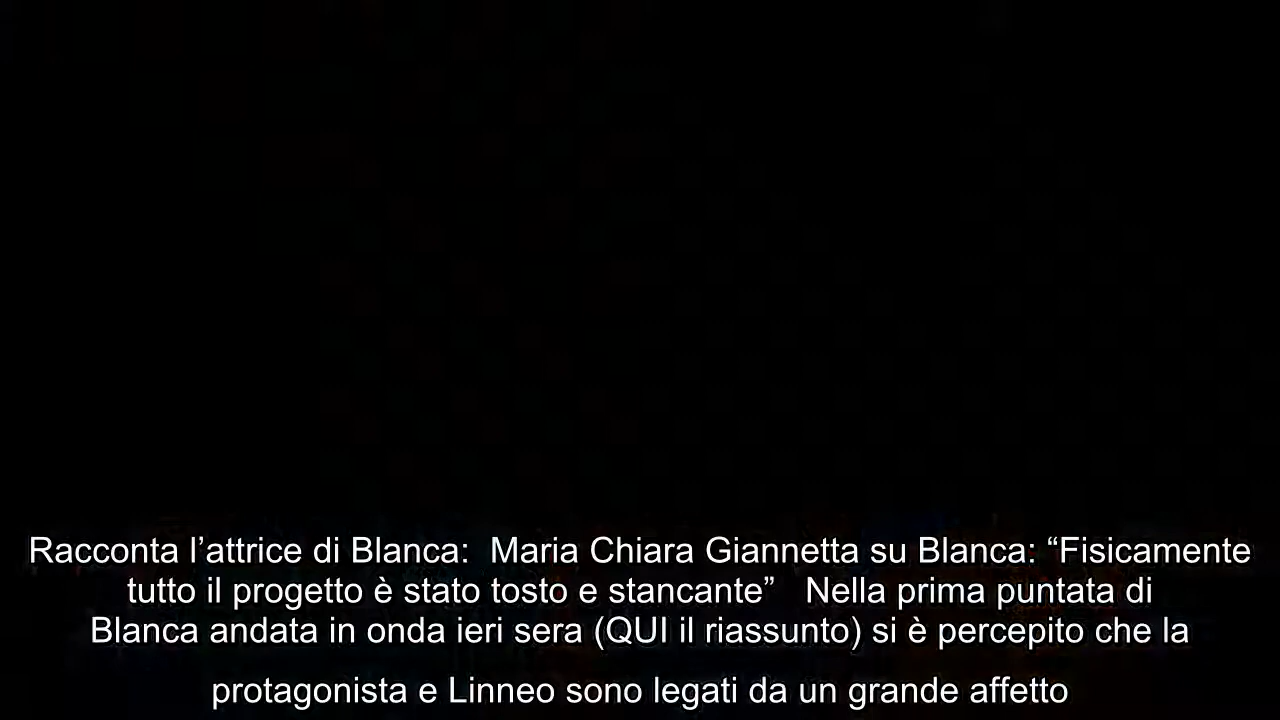 Racconta l’attrice di Blanca:  Maria Chiara Giannetta su Blanca: “Fisicamente
tutto il progetto è stato tosto e stancante”   Nella prima puntata di
Blanca andata in onda ieri sera (QUI il riassunto) si è percepito che la
protagonista e Linneo sono legati da un grande affetto